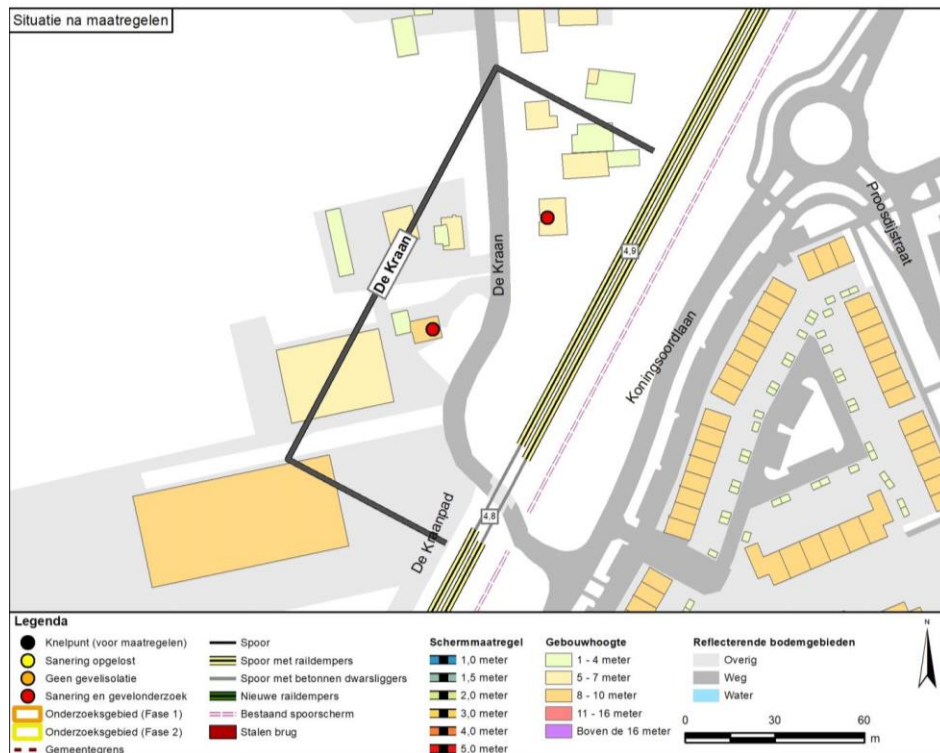 Situatie na maatregelen
De Kraan
De Kraan
4,9
Koningsoordlaan
Proosdijstraat
De Kraanpad
4,8
Legenda
Knelpunt (voor maatregelen)
Sanering opgelost
Geen gevelisolatie
Sanering en gevelonderzoek
Onderzoeksgebied (Fase 1)
Onderzoeksgebied (Fase 2)
Gemeentegrens
Spoor
Spoor met raildempers
Spoor met betonnen dwarsliggers
Nieuwe raildempers
Bestaand spoorscherm
Stalen brug
Schermmaatregel
1,0 meter
1,5 meter
2,0 meter
3,0 meter
4,0 meter
5,0 meter
Gebouwhoogte
1 - 4 meter
5 - 7 meter
8 - 10 meter
11 - 16 meter
Boven de 16 meter
Reflecterende bodemgebieden
Overig
Weg
Water
0 30 60
m
N